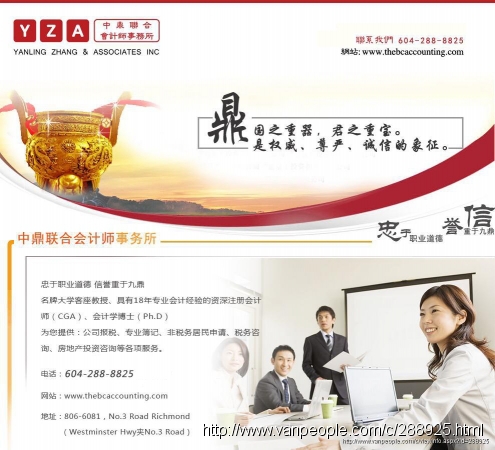 YZA
中鼎聯合
會計師事務所
YANLING ZHANG & ASSOCIATES INC
聯系我們 604-288-8825
網站: www.thebcaccounting.com
鼎
国之重器，君之重宝。
是权威、尊严、诚信的象征。
忠于职业道德
信誉重于九鼎
中鼎联合会计师事务所
忠于职业道德 信誉重于九鼎
名牌大学客座教授、具有18年专业会计经验的资深注册会计
师（CGA）、会计学博士（Ph.D）
为您提供：公司报税、专业簿记、非税务居民申请、税务咨
询、房地产投资咨询等各项服务。
电话：604-288-8825
网站：www.thebcaccounting.com
地址：806-6081，No.3 Road Richmond
（Westminster Hwy夹No.3 Road）
http://www.vanpeople.com/c/288925.html